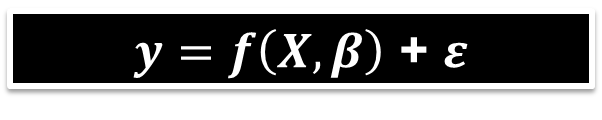 y = f(X, β) + ε